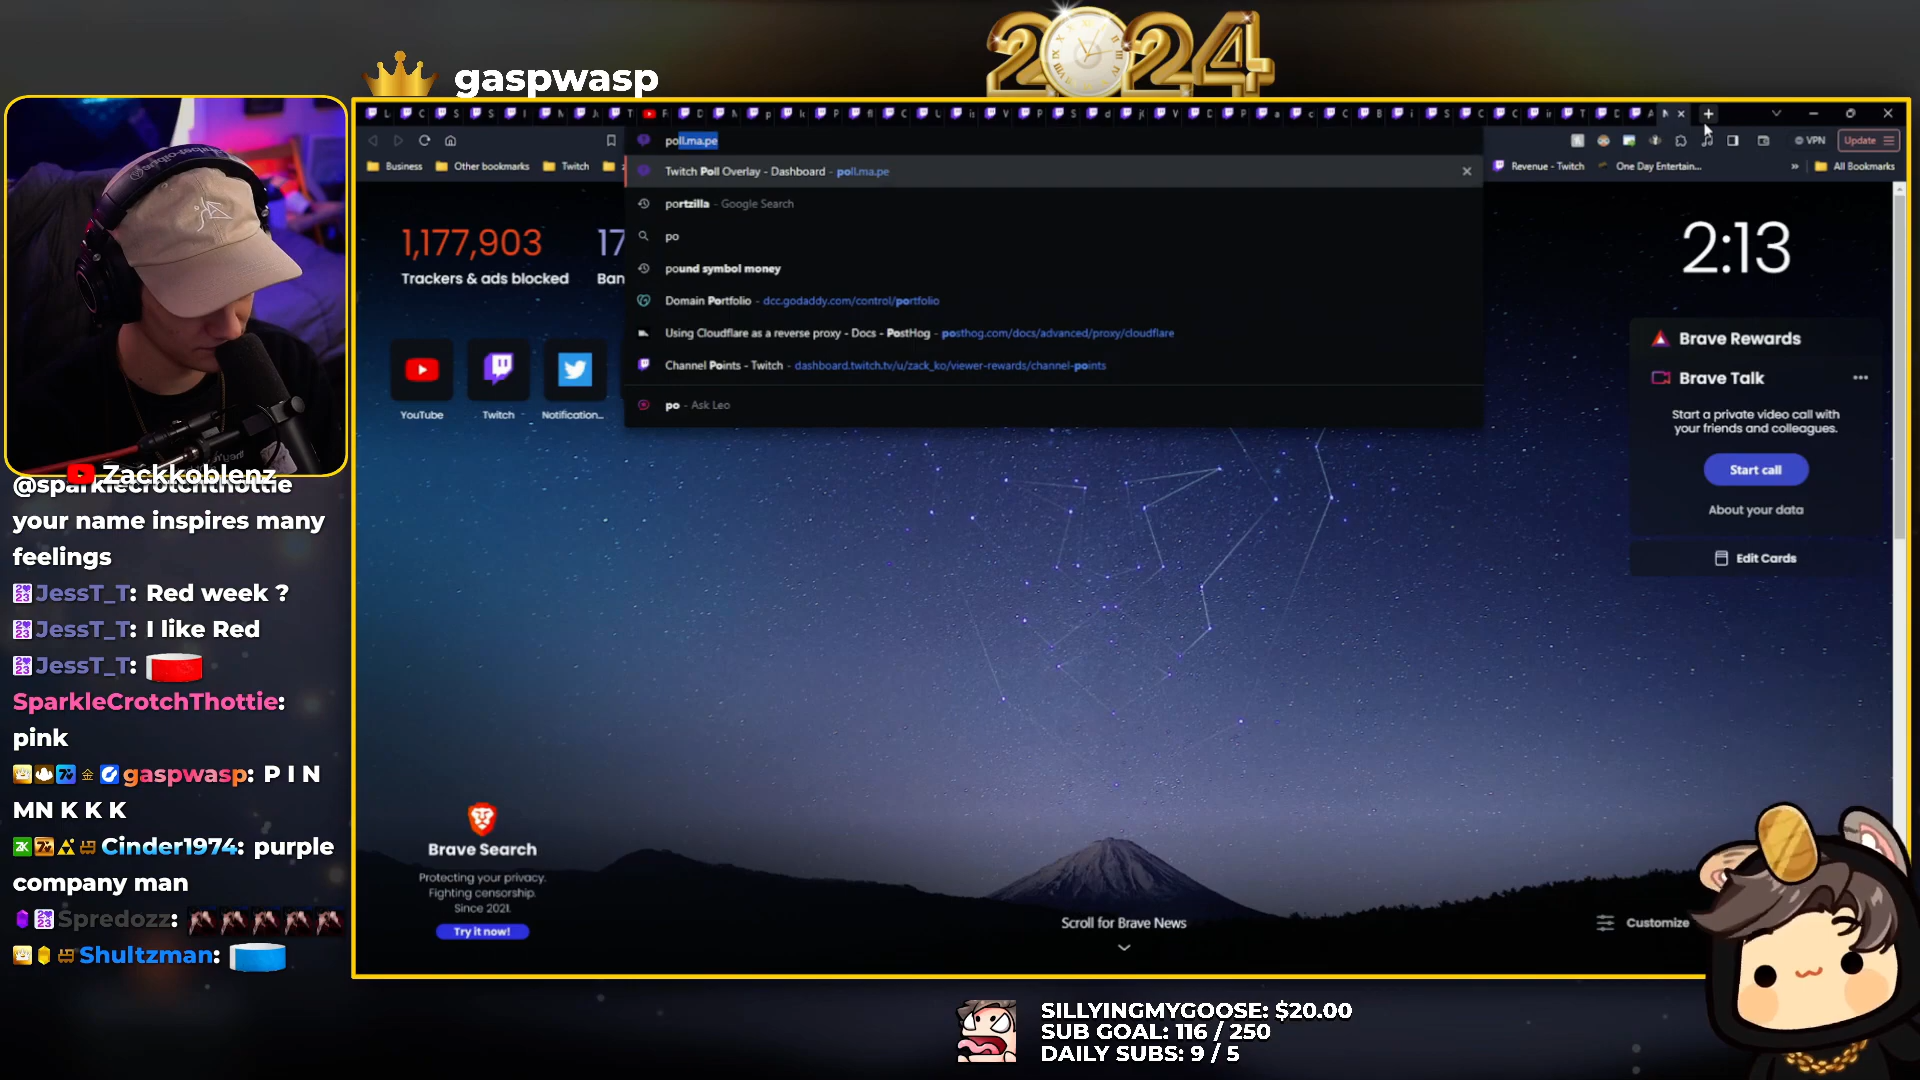 2024
gaspwasp
poll.ma.pe
VPN
Update
Business
Other bookmarks
Twitch
Revenue - Twitch
One Day Entertain...
»
All Bookmarks
Twitch Poll Overlay - Dashboard - poll.ma.pe
portzilla - Google Search
po
pound symbol money
Domain Portfolio - dcc.godaddy.com/control/portfolio
Using Cloudflare as a reverse proxy - Docs - PostHog - posthog.com/docs/advanced/proxy/cloudflare
Channel Points - Twitch - dashboard.twitch.tv/u/zack_ko/viewer-rewards/channel-points
po - Ask Leo
1,177,903
Trackers & ads blocked
17
Ban
YouTube
Twitch
Notification...
2:13
Brave Rewards
Brave Talk
Start a private video call with
your friends and colleagues.
Start call
About your data
Edit Cards
Brave Search
Protecting your privacy.
Fighting censorship.
Since 2021.
Try it now!
Scroll for Brave News
Customize
Zackkoblenz
@sparklecrotchthottie
your name inspires many
feelings
JessT_T: Red week ?
JessT_T: I like Red
JessT_T:
SparkleCrotchThottie:
pink
gaspwasp: P I N
MN K K K
Cinder1974: purple
company man
Spredozz:
Shultzman:
SILLYINGMYGOOSE: $20.00
SUB GOAL: 116 / 250
DAILY SUBS: 9 / 5